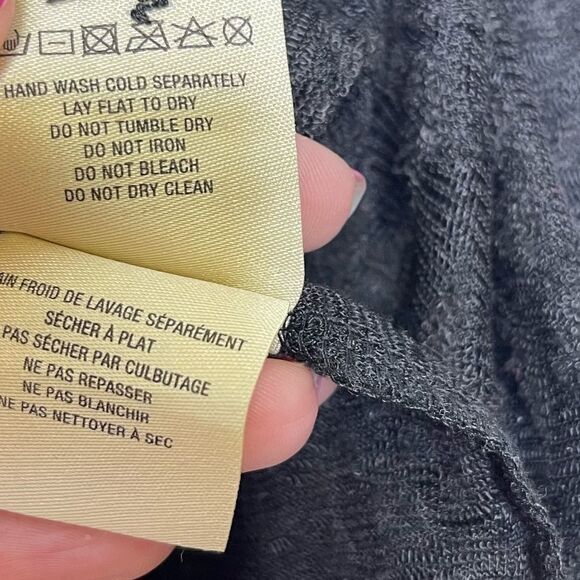 HAND WASH COLD SEPARATELY
LAY FLAT TO DRY
DO NOT TUMBLE DRY
DO NOT IRON
DO NOT BLEACH
DO NOT DRY CLEAN
FROID DE LAVAGE SÉPARÉMENT
SÉCHER À PLAT
PAS SÉCHER PAR CULBUTAGE
NE PAS REPASSER
NE PAS BLANCHIR
NE PAS NETTOYER À SEC